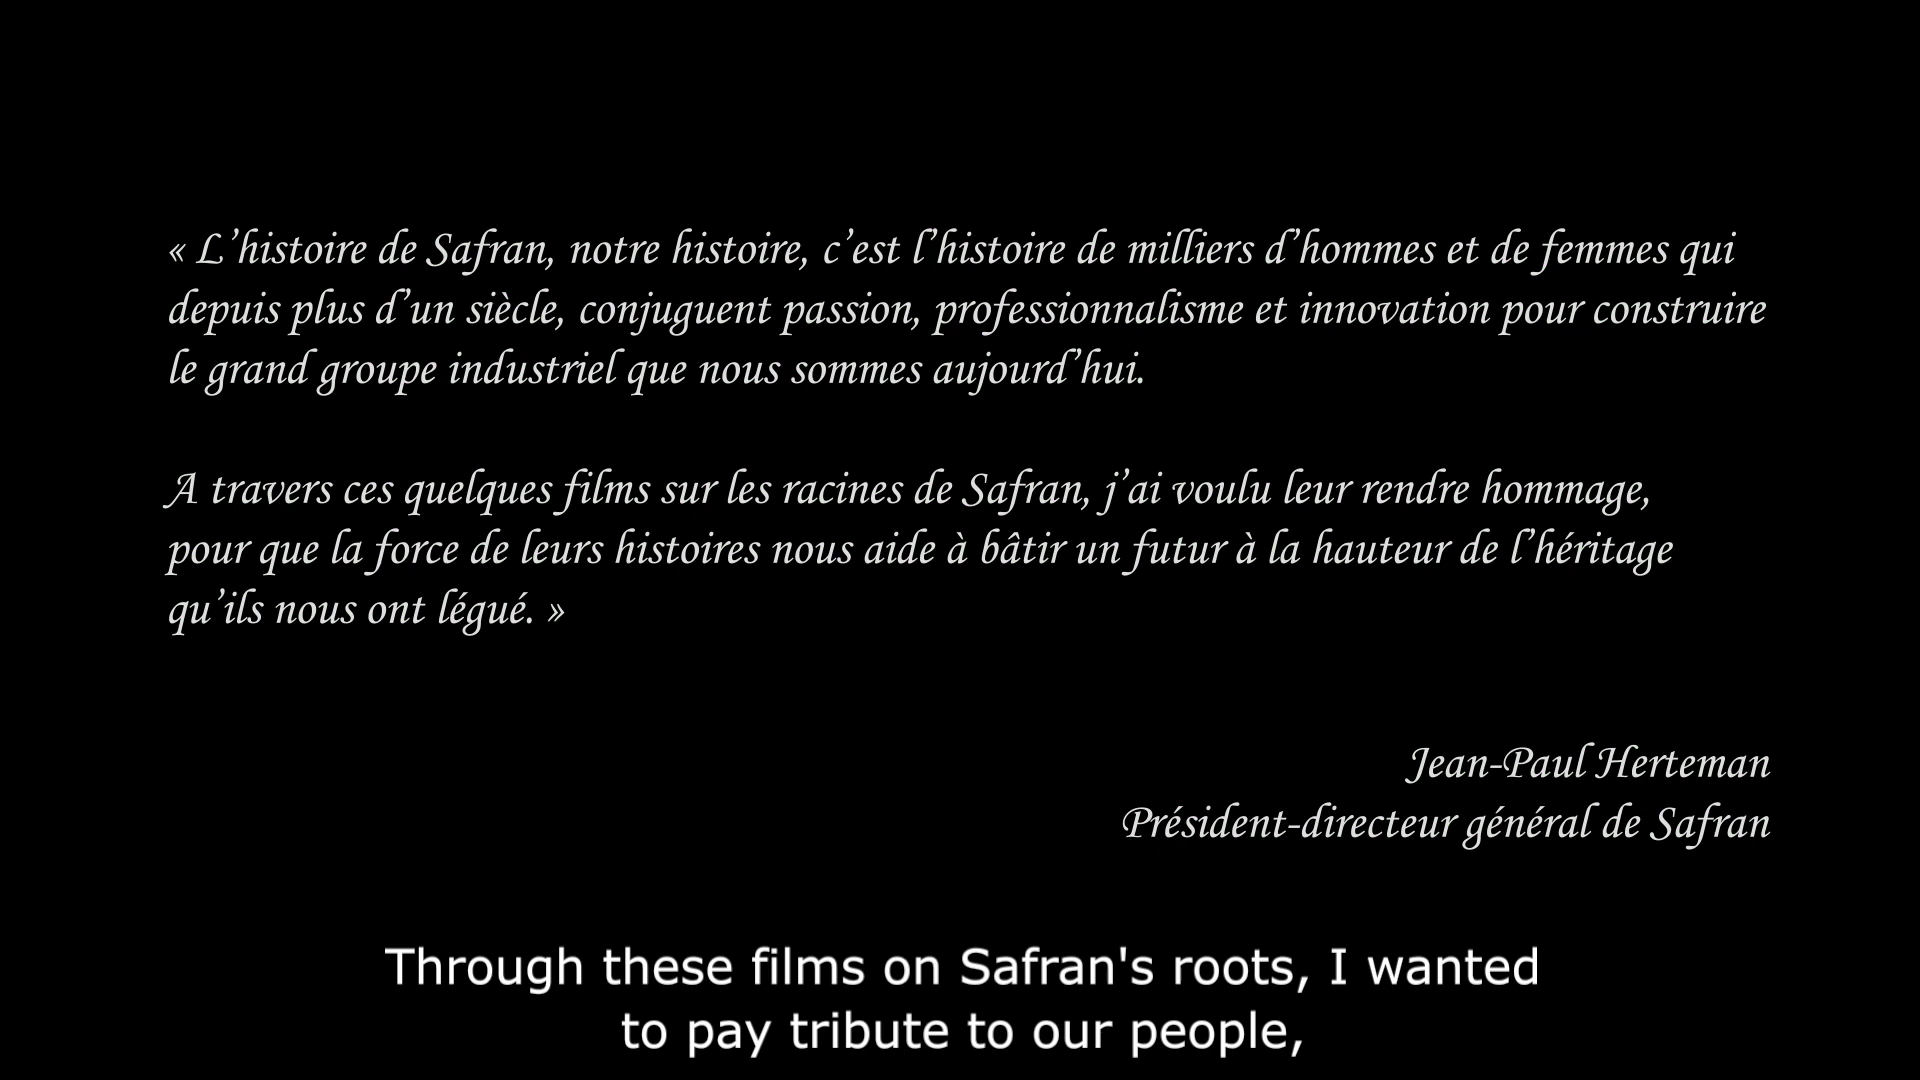 « L’histoire de Safran, notre histoire, c’est l’histoire de milliers d’hommes et de femmes qui
depuis plus d’un siècle, conjuguent passion, professionnalisme et innovation pour construire
le grand groupe industriel que nous sommes aujourd’hui.
A travers ces quelques films sur les racines de Safran, j’ai voulu leur rendre hommage,
pour que la force de leurs histoires nous aide à bâtir un futur à la hauteur de l’héritage
qu’ils nous ont légué. »
Jean-Paul Herteman
Président-directeur général de Safran
Through these films on Safran's roots, I wanted
to pay tribute to our people,